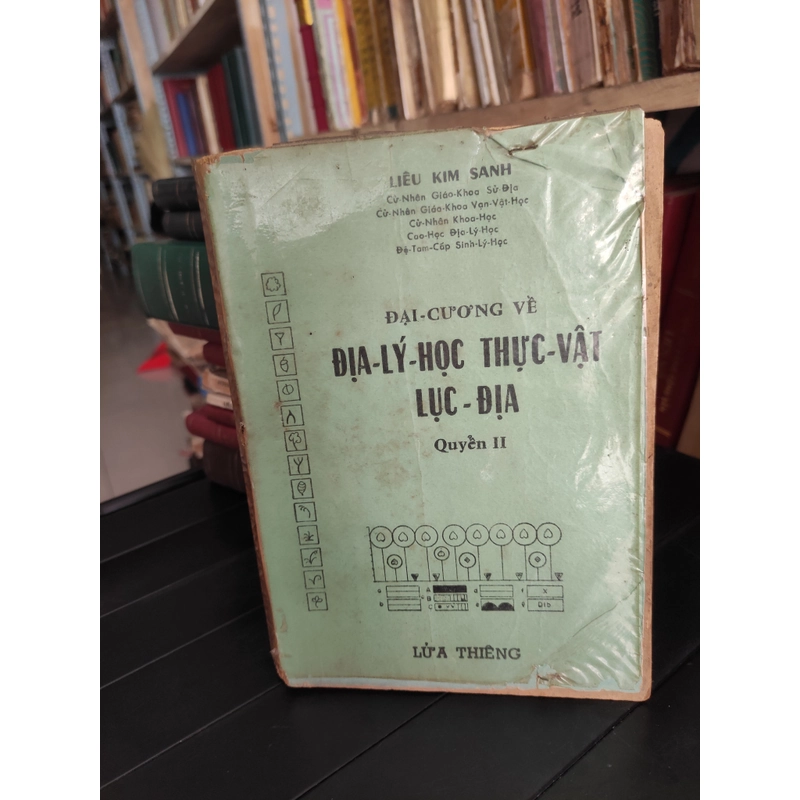 LIÊU KIM SANH
Cử-Nhân Giáo-Khoa Sử-Địa
Cử-Nhân Giáo-Khoa Vạn-Vật-Học
Cử-Nhân Khoa-Học
Cao-Học Địa-Lý-Học
Đệ-Tam-Cấp Sinh-Lý-Học
ĐẠI-CƯƠNG VỀ
ĐỊA-LÝ-HỌC THỰC-VẬT
LỤC-ĐỊA
Quyển II
A
B
C
X
LỬA THIÊNG